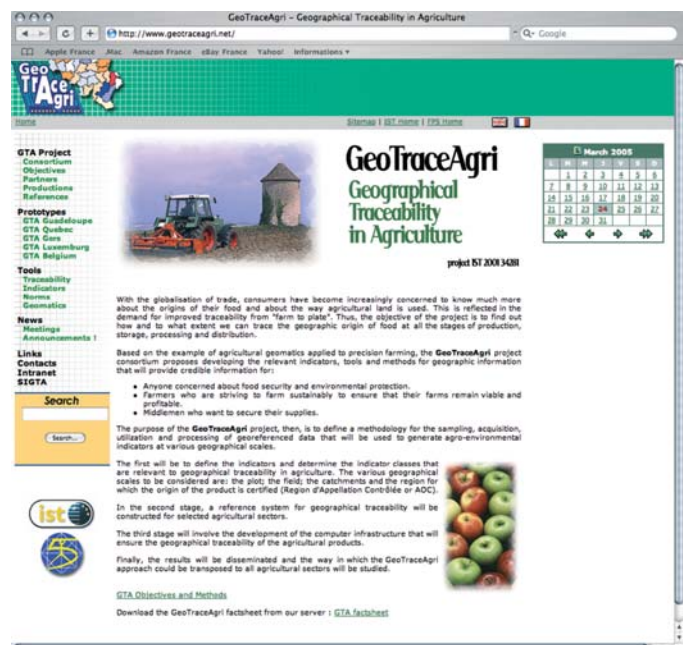 GeoTraceAgri – Geographical Traceability in Agriculture
http://www.geotraceagri.net/
Google
Apple France .Mac Amazon France eBay France Yahoo! Informations
Geo
TrAce
Agri
Home
Sitemap | IST Home | FP5 Home
GTA Project
Consortium
Objectives
Partners
Productions
References
Prototypes
GTA Guadeloupe
GTA Quebec
GTA Gers
GTA Luxemburg
GTA Belgium
Tools
Traceability
Indicators
Norms
Geomatics
News
Meetings
Announcements !
Links
Contacts
Intranet
SIGTA
Search
Search...
ist
GeoTraceAgri
Geographical
Traceability
in Agriculture
project IST 2001 34281
March 2005
L M M J V S D
1 2 3 4 5 6
7 8 9 10 11 12 13
14 15 16 17 18 19 20
21 22 23 24 25 26 27
28 29 30 31
With the globalisation of trade, consumers have become increasingly concerned to know much more
about the origins of their food and about the way agricultural land is used. This is reflected in the
demand for improved traceability from "farm to plate". Thus, the objective of the project is to find out
how and to what extent we can trace the geographic origin of food at all the stages of production,
storage, processing and distribution.
Based on the example of agricultural geomatics applied to precision farming, the GeoTraceAgri project
consortium proposes developing the relevant indicators, tools and methods for geographic information
that will provide credible information for:
• Anyone concerned about food security and environmental protection.
• Farmers who are striving to farm sustainably to ensure that their farms remain viable and
profitable.
• Middlemen who want to secure their supplies.
The purpose of the GeoTraceAgri project, then, is to define a methodology for the sampling, acquisition,
utilization and processing of georeferenced data that will be used to generate agro-environmental
indicators at various geographical scales.
The first will be to define the indicators and determine the indicator classes that
are relevant to geographical traceability in agriculture. The various geographical
scales to be considered are: the plot; the field; the catchments and the region for
which the origin of the product is certified (Region d'Appellation Contrôlée or AOC).
In the second stage, a reference system for geographical traceability will be
constructed for selected agricultural sectors.
The third stage will involve the development of the computer infrastructure that will
ensure the geographical traceability of the agricultural products.
Finally, the results will be disseminated and the way in which the GeoTraceAgri
approach could be transposed to all agricultural sectors will be studied.
GTA Objectives and Methods
Download the GeoTraceAgri factsheet from our server : GTA factsheet